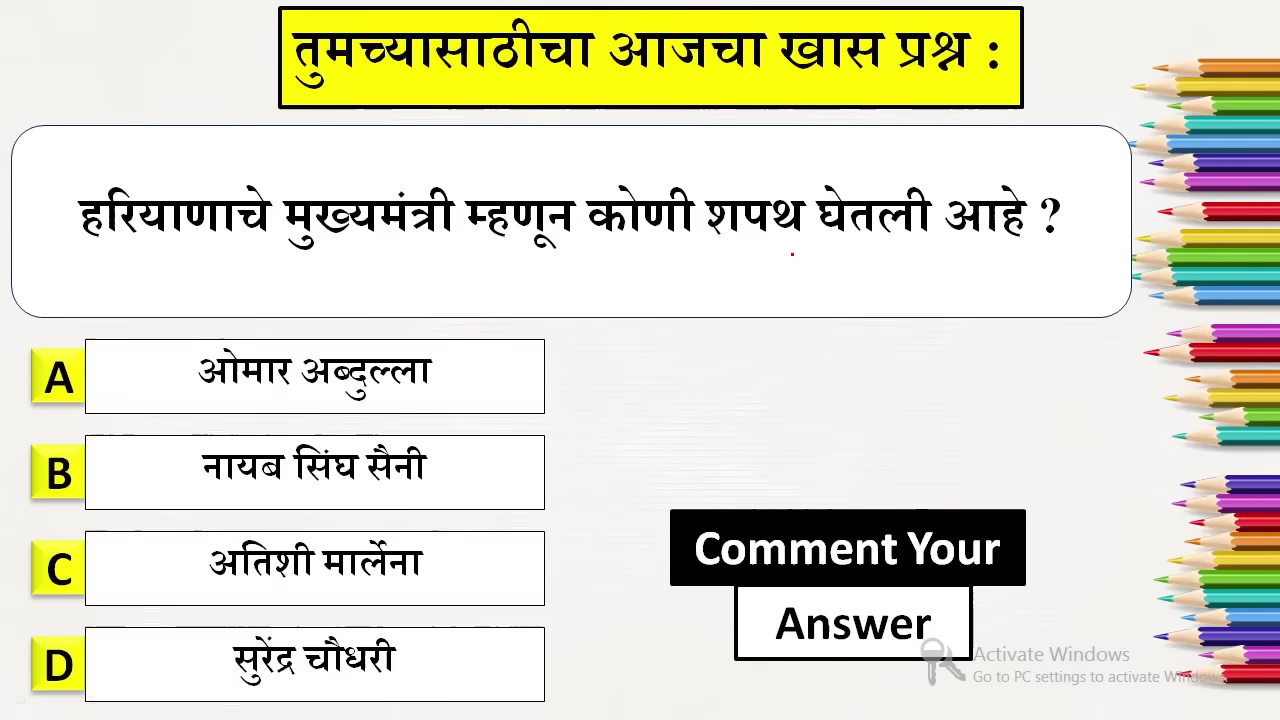 तुमच्यासाठीचा आजचा खास प्रश्न :
हरियाणाचे मुख्यमंत्री म्हणून कोणी शपथ घेतली आहे ?
A ओमार अब्दुल्ला
B नायब सिंघ सैनी
C अतिशी मार्लेना
D सुरेंद्र चौधरी
Comment Your
Answer
Activate Windows
Go to PC settings to activate Windows.